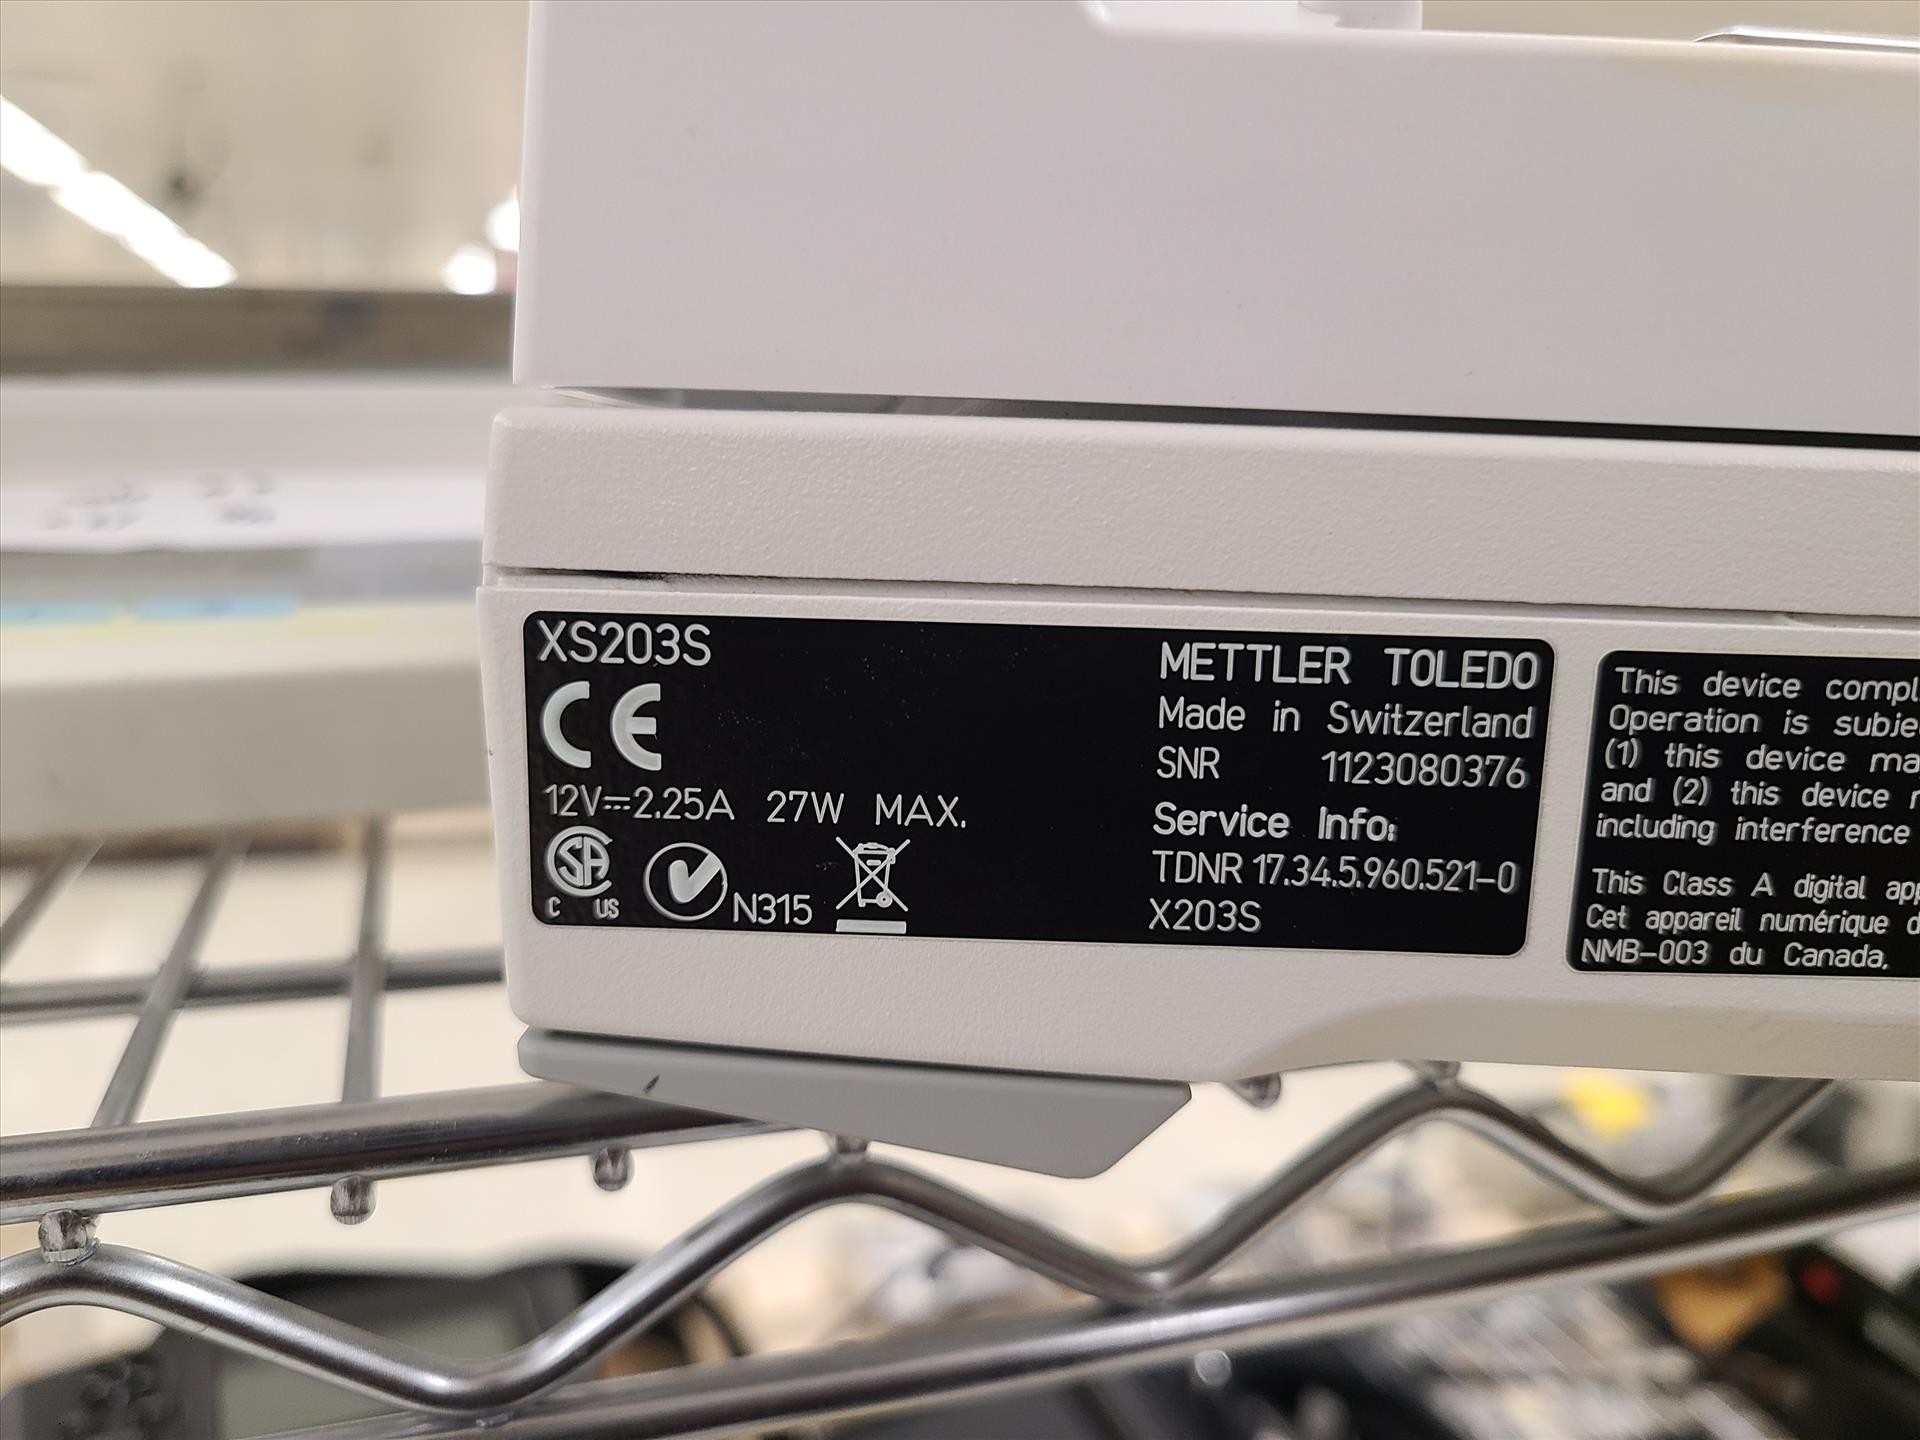 XS203S
CE
12V⎓2.25A 27W MAX.
CSA
C US
N315
METTLER TOLEDO
Made in Switzerland
SNR 1123080376
Service Info:
TDNR 17.34.5.960.521-0
X203S
This device compl
Operation is subje
(1) this device ma
and (2) this device
including interference
This Class A digital app
Cet appareil numérique d
NMB-003 du Canada.